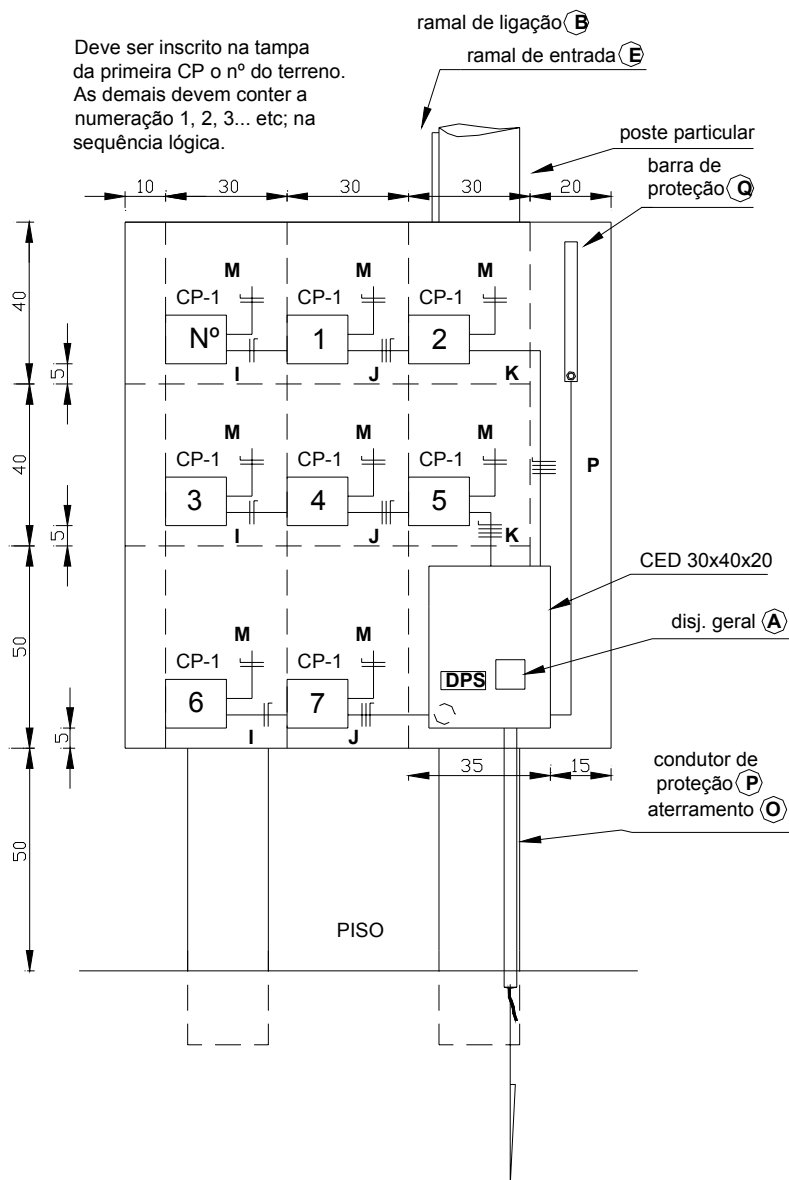 ramal de ligação B
Deve ser inscrito na tampa
da primeira CP o nº do terreno.
As demais devem conter a
numeração 1, 2, 3... etc; na
sequência lógica.
ramal de entrada E
poste particular
barra de
proteção Q
10 30 30 30 20
40
M M M
CP-1 CP-1 CP-1
Nº 1 2
5
I J K
40
M M M
CP-1 CP-1 CP-1
P
3 4 5
5
I J K
CED 30x40x20
50
M M
disj. geral A
CP-1 CP-1
DPS
6 7
5
I J
35 15
condutor de
proteção P
aterramento O
50
PISO